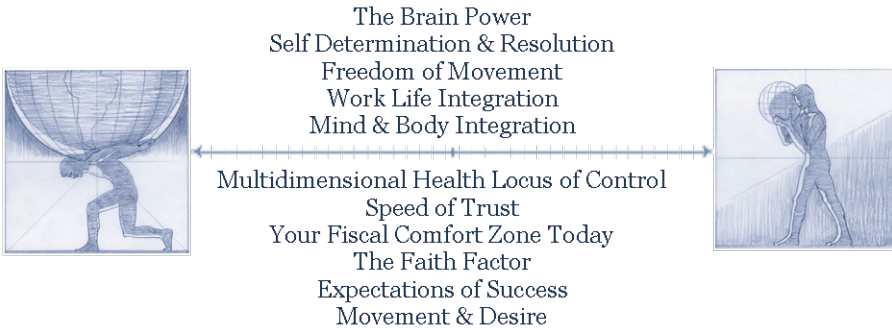 The Brain Power
Self Determination & Resolution
Freedom of Movement
Work Life Integration
Mind & Body Integration
Multidimensional Health Locus of Control
Speed of Trust
Your Fiscal Comfort Zone Today
The Faith Factor
Expectations of Success
Movement & Desire